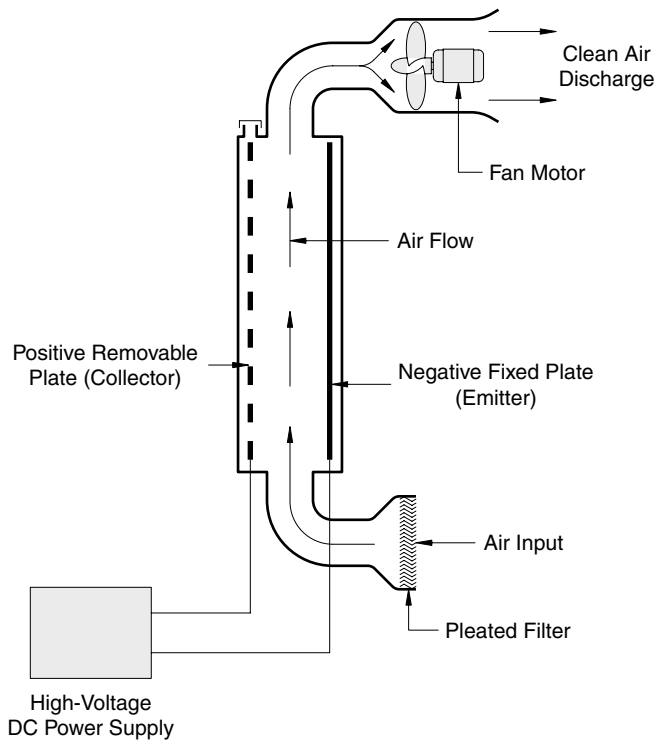 Clean Air
Discharge
Fan Motor
Air Flow
Positive Removable
Plate (Collector)
Negative Fixed Plate
(Emitter)
Air Input
Pleated Filter
High-Voltage
DC Power Supply